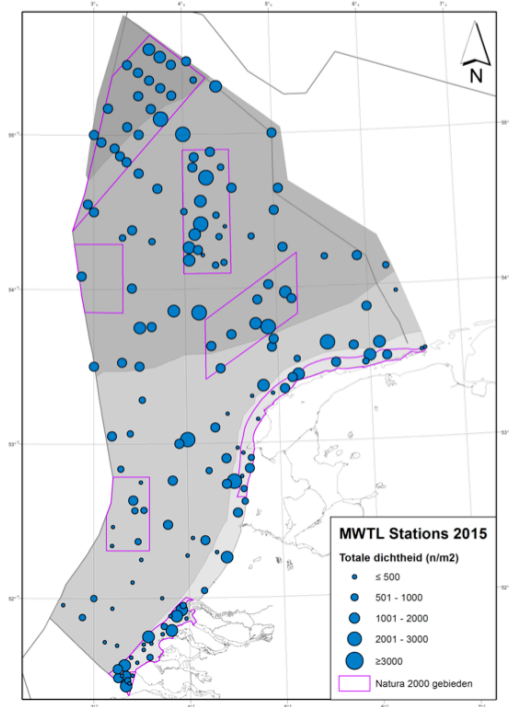 N
MWTL Stations 2015
Totale dichtheid (n/m2)
≤ 500
501 - 1000
1001 - 2000
2001 - 3000
≥3000
Natura 2000 gebieden